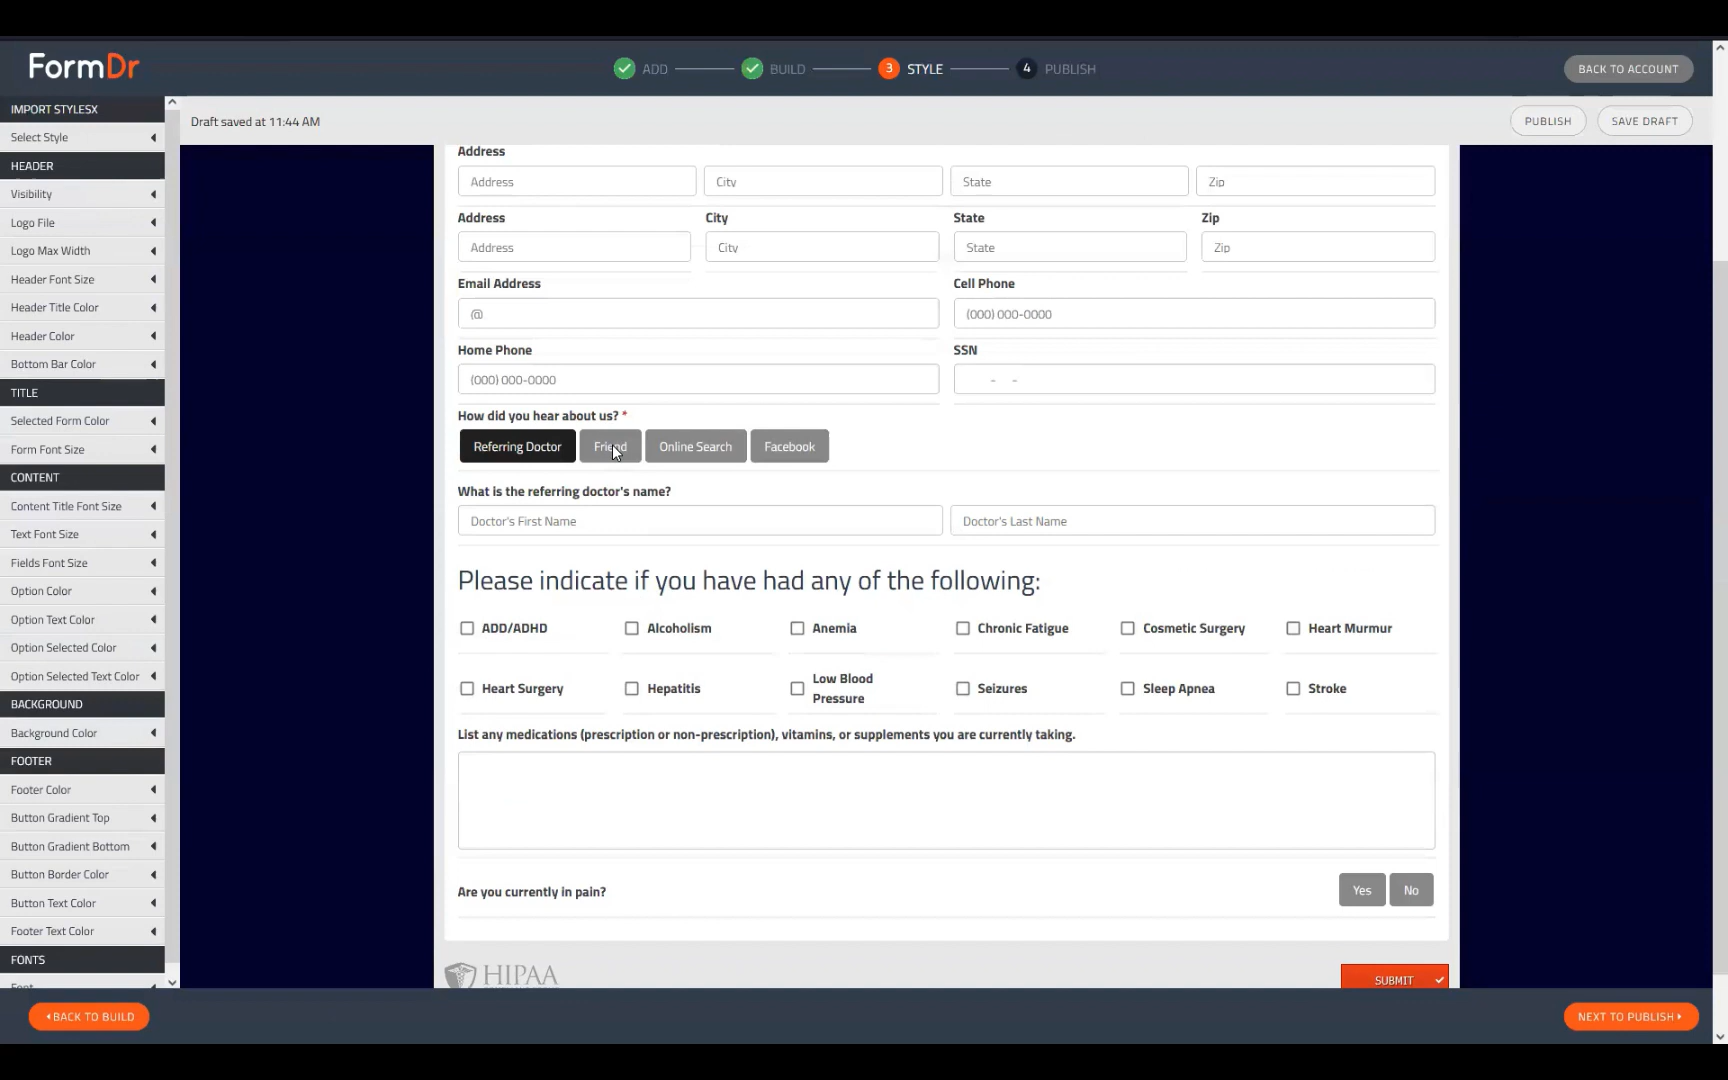 FormDr
ADD
BUILD
3 STYLE
4 PUBLISH
BACK TO ACCOUNT
IMPORT STYLESX
Select Style
HEADER
Visibility
Logo File
Logo Max Width
Header Font Size
Header Title Color
Header Color
Bottom Bar Color
TITLE
Selected Form Color
Form Font Size
CONTENT
Content Title Font Size
Text Font Size
Fields Font Size
Option Color
Option Text Color
Option Selected Color
Option Selected Text Color
BACKGROUND
Background Color
FOOTER
Footer Color
Button Gradient Top
Button Gradient Bottom
Button Border Color
Button Text Color
Footer Text Color
FONTS
Font
Draft saved at 11:44 AM
PUBLISH
SAVE DRAFT
Address
Address City State Zip
Address City State Zip
Address City State Zip
Email Address Cell Phone
@ (000) 000-0000
Home Phone SSN
(000) 000-0000 - -
How did you hear about us? *
Referring Doctor Friend Online Search Facebook
What is the referring doctor's name?
Doctor's First Name Doctor's Last Name
Please indicate if you have had any of the following:
ADD/ADHD Alcoholism Anemia Chronic Fatigue Cosmetic Surgery Heart Murmur
Heart Surgery Hepatitis Low Blood Pressure Seizures Sleep Apnea Stroke
List any medications (prescription or non-prescription), vitamins, or supplements you are currently taking.
Are you currently in pain? Yes No
HIPAA
SUBMIT
BACK TO BUILD
NEXT TO PUBLISH